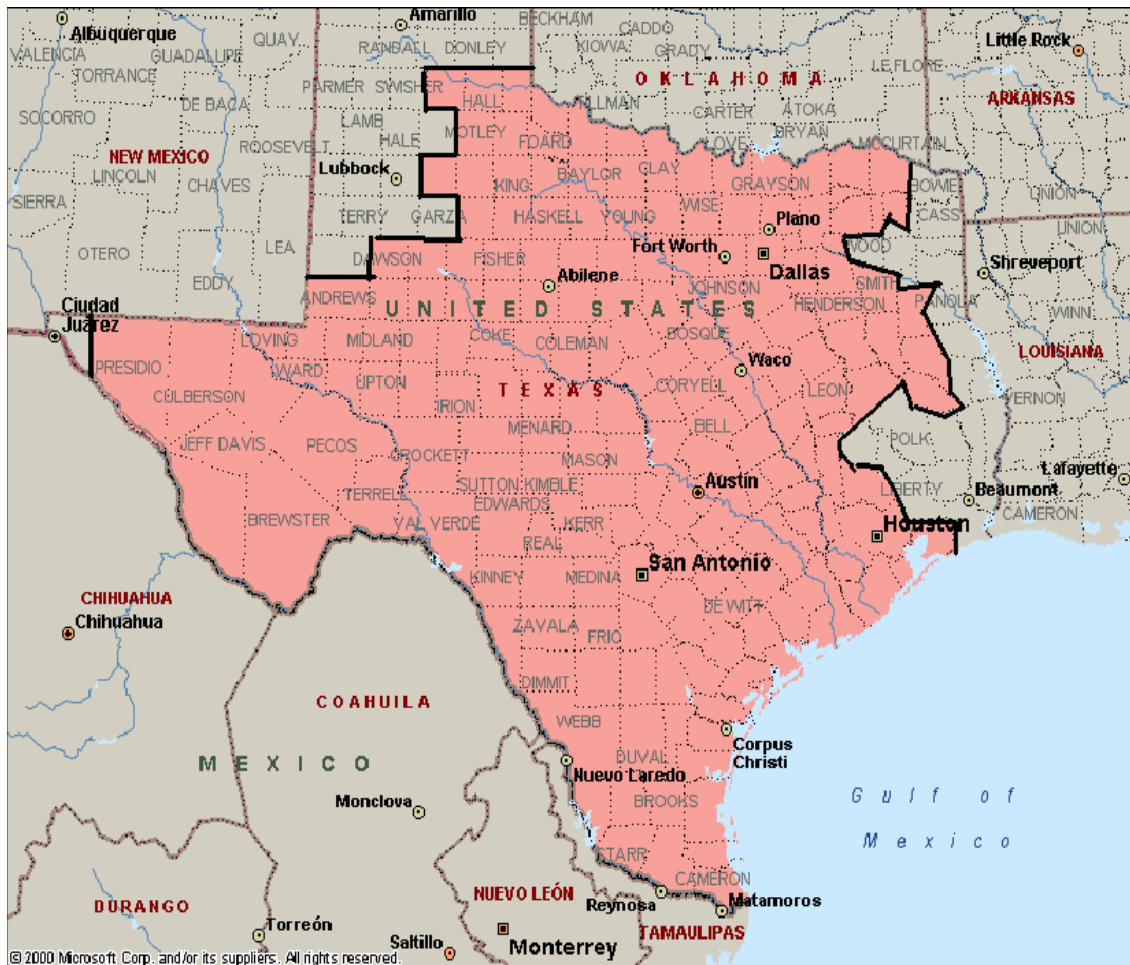 Amarillo
BECKHAM
CADDO
Albuquerque
QUAY
KIOWA
GRADY
Little Rock
VALENCIA
GUADALUPE
RANDALL
DONLEY
LE FLORE
TORRANCE
OKLAHOMA
PARMER
SWISHER
ARKANSAS
DE BACA
HALL
CARTER
ATOKA
SOCORRO
LAMB
BRYAN
HALE
MOTLEY
FOARD
LOVE
MCCURTAIN
ROOSEVELT
NEW MEXICO
LINCOLN
Lubbock
BAYLOR
CLAY
CHAVES
KING
GRAYSON
BOWIE
UNION
SIERRA
WISE
TERRY
GARZA
HASKELL
YOUNG
CASS
Plano
UNION
LEA
OTERO
DAWSON
FISHER
Fort Worth
WOOD
Dallas
Shreveport
EDDY
Abilene
SMITH
JOHNSON
ANDREWS
HENDERSON
PANOLA
Ciudad
Juárez
UNITED STATES
WINN
LOVING
MIDLAND
COKE
COLEMAN
BOSQUE
LOUISIANA
PRESIDIO
WARD
Waco
UPTON
TEXAS
CORYELL
LEON
CULBERSON
VERNON
IRION
MENARD
BELL
JEFF DAVIS
PECOS
POLK
CROCKETT
MASON
Lafayette
Austin
SUTTON
KIMBLE
LIBERTY
TERRELL
EDWARDS
Beaumont
CAMERON
BREWSTER
VAL VERDE
KERR
Houston
REAL
San Antonio
KINNEY
MEDINA
CHIHUAHUA
DE WITT
Chihuahua
ZAVALA
FRIO
DIMMIT
COAHUILA
WEBB
Corpus
Christi
DUVAL
MEXICO
Nuevo Laredo
Monclova
BROOKS
Gulf of
Mexico
STARR
CAMERON
NUEVO LEÓN
Reynosa
Matamoros
DURANGO
Torreón
Saltillo
Monterrey
TAMAULIPAS
© 2000 Microsoft Corp. and/or its suppliers. All rights reserved.